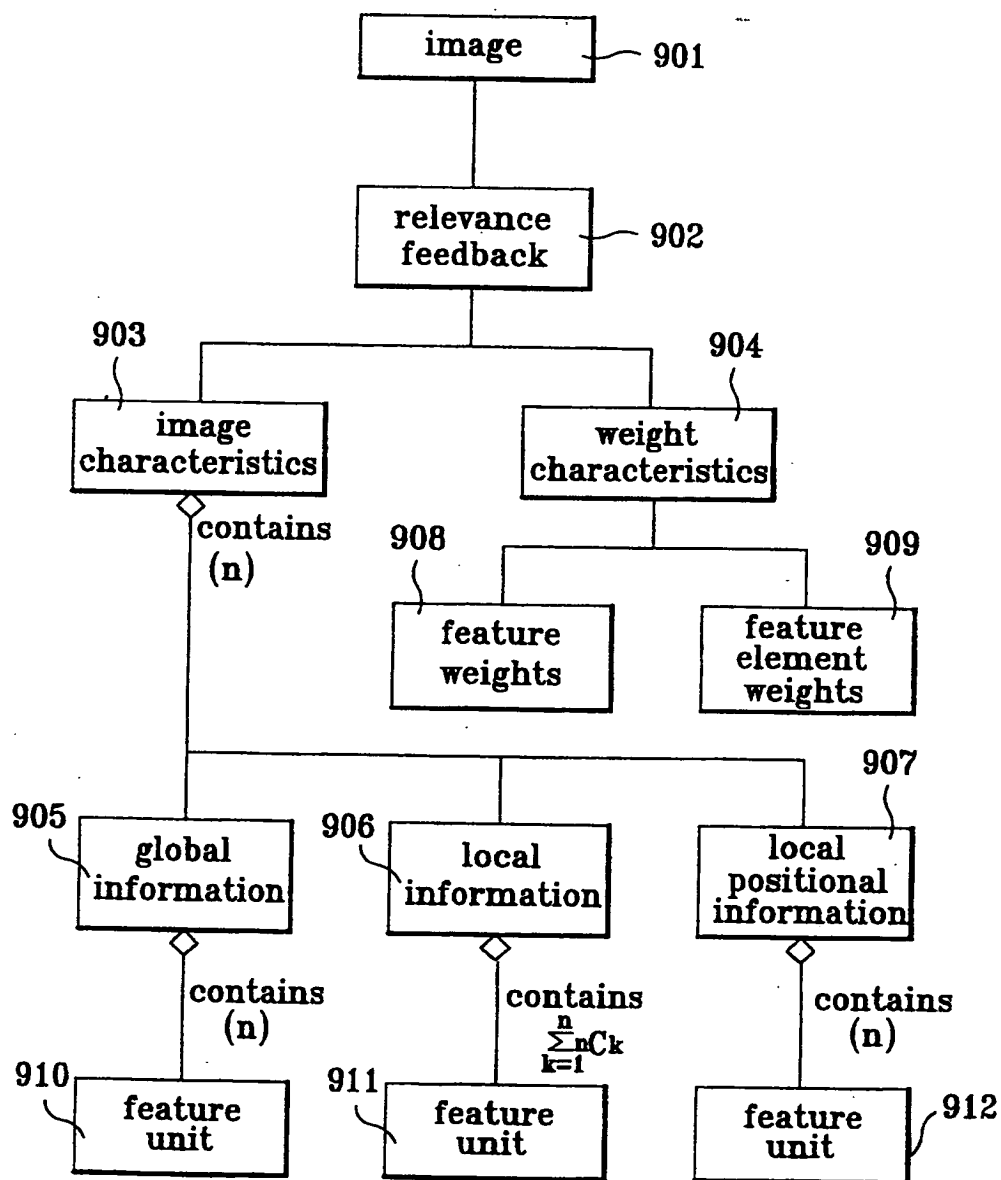 image
901
relevance
feedback
902
903
904
image
characteristics
weight
characteristics
contains
(n)
908
909
feature
weights
feature
element
weights
905
906
907
global
information
local
information
local
positional
information
contains
(n)
contains
n
∑ nCk
k=1
contains
(n)
910
911
912
feature
unit
feature
unit
feature
unit